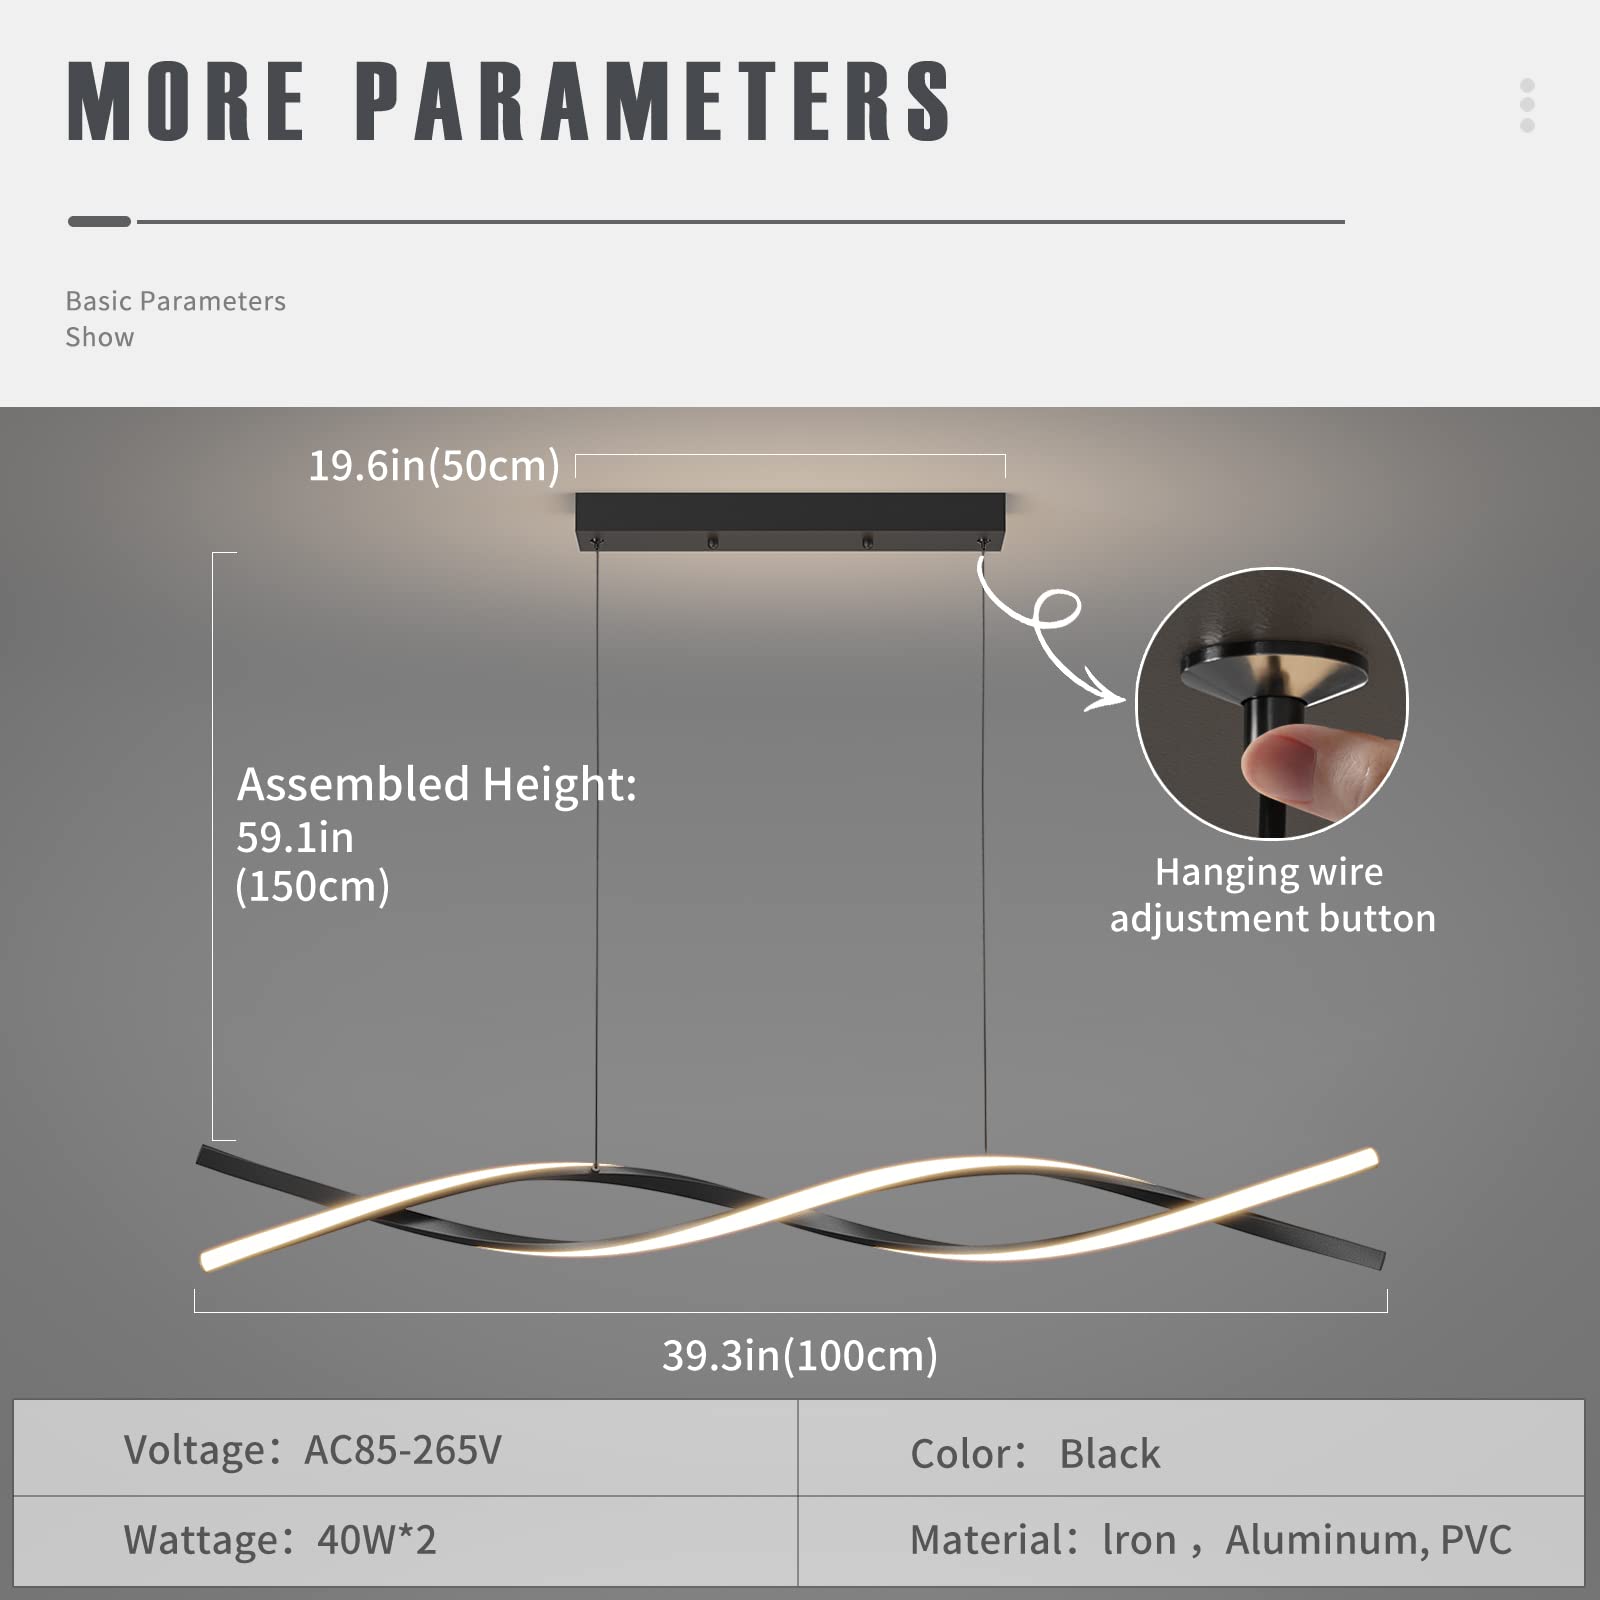 MORE PARAMETERS
Basic Parameters
Show
19.6in(50cm)
Assembled Height:
59.1in
(150cm)
Hanging wire
adjustment button
39.3in(100cm)
Voltage：AC85-265V
Color： Black
Wattage：40W*2
Material：lron ，Aluminum, PVC